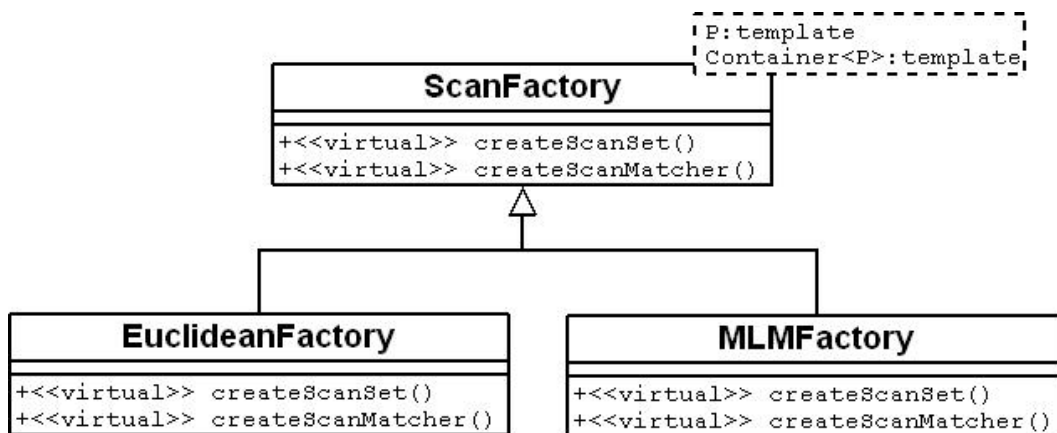 P:template
Container<P>:template
ScanFactory
+<<virtual>> createScanSet()
+<<virtual>> createScanMatcher()
EuclideanFactory
MLMFactory
+<<virtual>> createScanSet()
+<<virtual>> createScanMatcher()
+<<virtual>> createScanSet()
+<<virtual>> createScanMatcher()